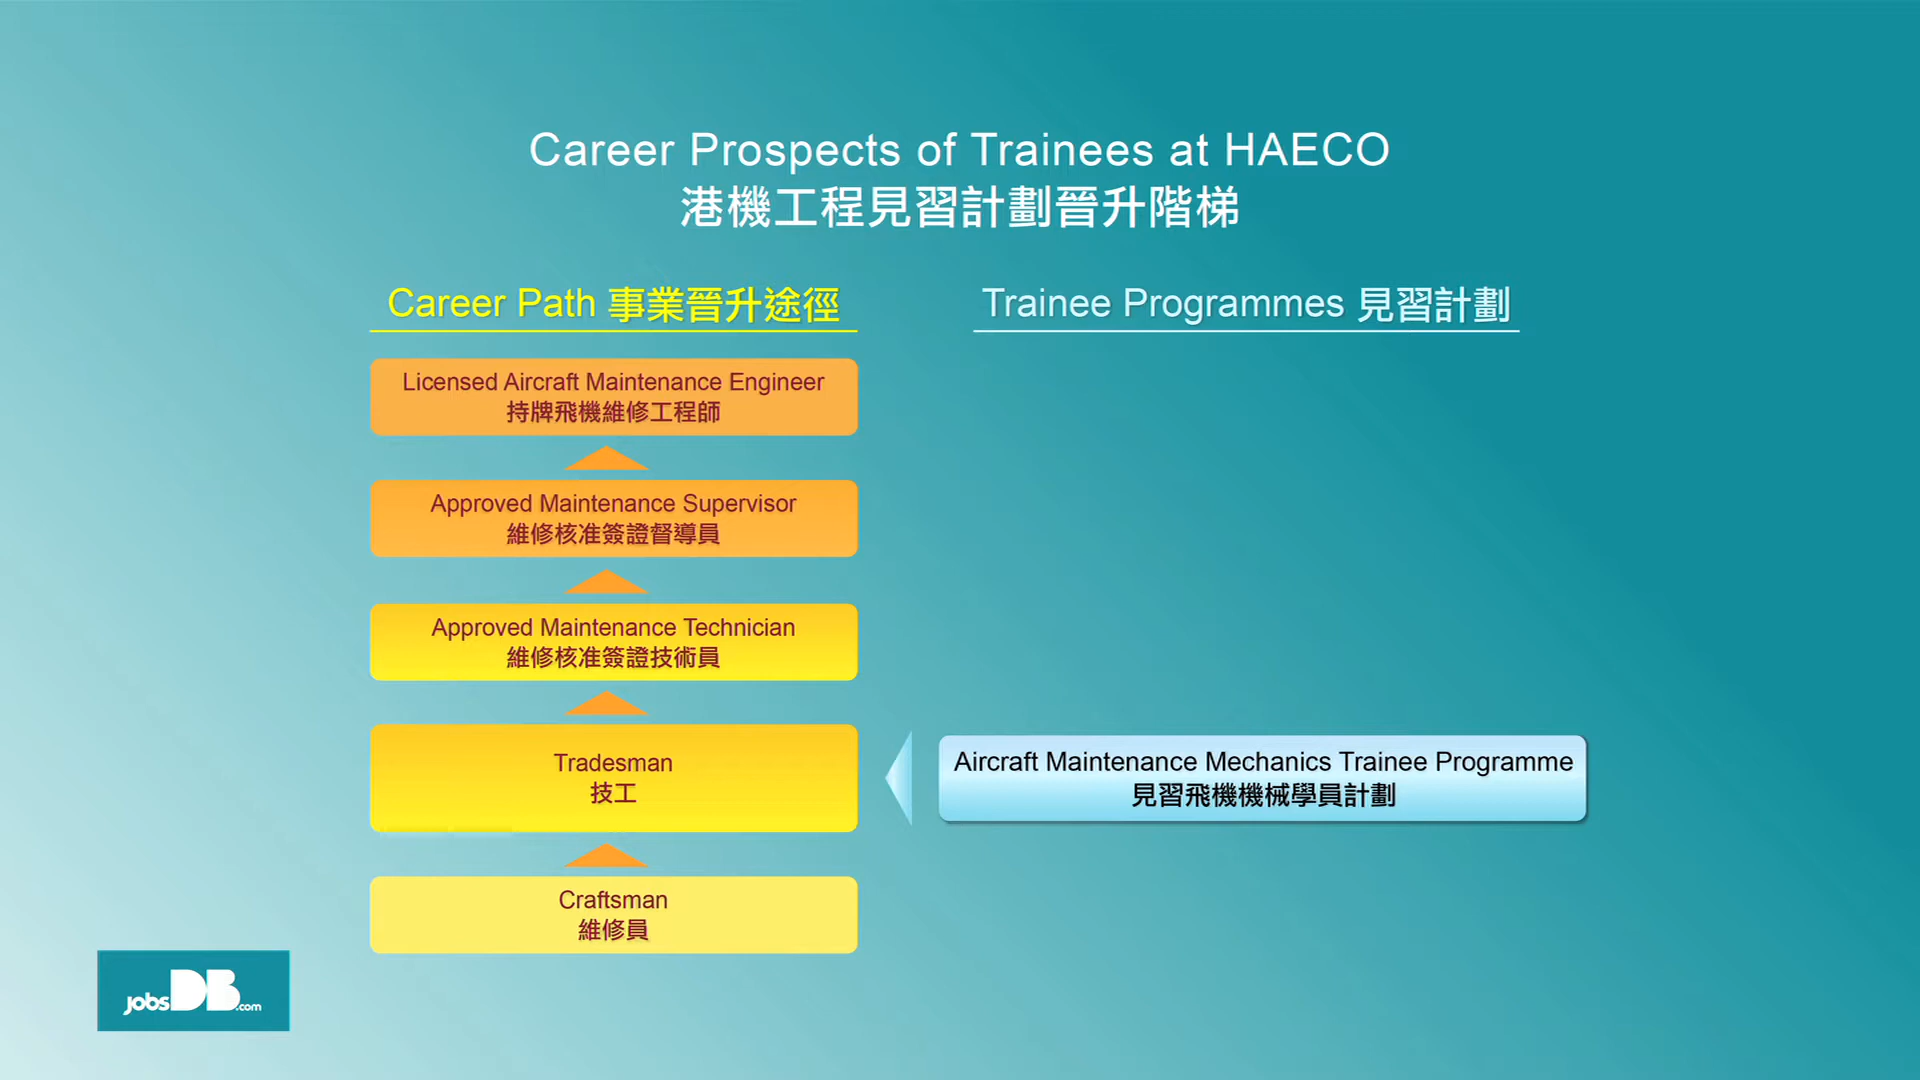 Career Prospects of Trainees at HAECO
港機工程見習計劃晉升階梯
Career Path 事業晉升途徑
Trainee Programmes 見習計劃
Licensed Aircraft Maintenance Engineer
持牌飛機維修工程師
Approved Maintenance Supervisor
維修核准簽證督導員
Approved Maintenance Technician
維修核准簽證技術員
Tradesman
技工
Aircraft Maintenance Mechanics Trainee Programme
見習飛機機械學員計劃
Craftsman
維修員
jobsDB.com